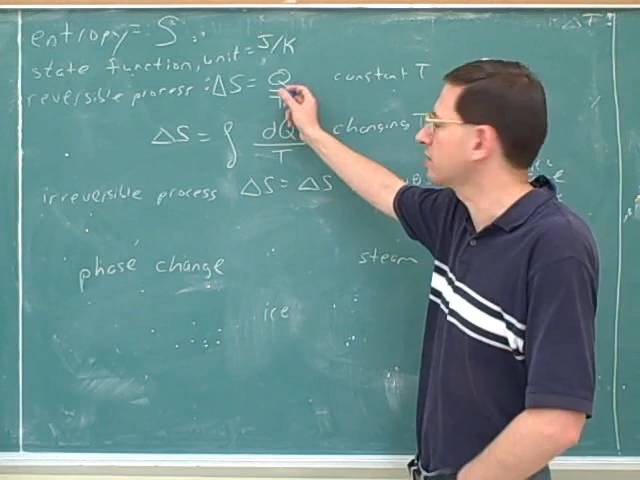 entropy = S:
state function, unit = J/K
reversible process: ΔS = Q/T constant T
ΔS = ∫ dQ/T changing T
irreversible process ΔS = ΔS
phase change steam
ice
ΔT